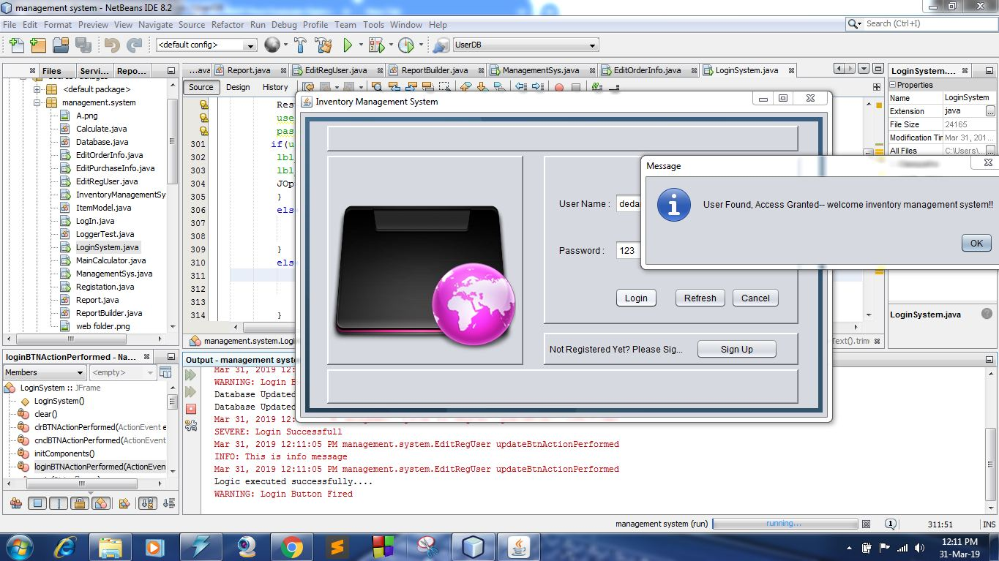 management system - NetBeans IDE 8.2
File Edit Format Preview View Navigate Source Refactor Run Debug Profile Team Tools Window Help
Search (Ctrl+I)
<default config>
UserDB
Files Servi... Repo...
...ava Report.java EditRegUser.java ReportBuilder.java ManagementSys.java EditOrderInfo.java LoginSystem.java
Source Design History
<default package>
management.system
A.png
Calculate.java
Database.java
EditOrderInfo.java
EditPurchaseInfo.java
EditRegUser.java
InventoryManagementSy
ItemModel.java
LogIn.java
LoggerTest.java
LoginSystem.java
MainCalculator.java
ManagementSys.java
Registation.java
Report.java
ReportBuilder.java
web folder.png
Res
use
pas
301 if(u
302 lbl
303 lbl
304 JOp
305 }
306 els
307
308
309 }
310 els
311
312
313
314 }
management.system.Logi
Text().trim
Inventory Management System
User Name : deda
Password : 123
Login Refresh Cancel
Not Registered Yet? Please Sig... Sign Up
Message
User Found, Access Granted-- welcome inventory management system!!
OK
LoginSystem....
Properties
Name LoginSystem
Extension java ...
File Size 24165
Modification Tir Mar 31, 201...
All Files C:\Users\... ...
LoginSystem.java
loginBTNActionPerformed - Na...
Members <empty>
LoginSystem :: JFrame
LoginSystem()
clear()
clrBTNActionPerformed(ActionEvent e
cndBTNActionPerformed(ActionEvent
initComponents()
loginBTNActionPerformed(ActionEven
Output - management syste
Mar 31, 2019 12:
WARNING: Login B
Database Updated
Database Updated
Mar 31, 2019 12:
SEVERE: Login Successfull
Mar 31, 2019 12:11:05 PM management.system.EditRegUser updateBtnActionPerformed
INFO: This is info message
Mar 31, 2019 12:11:05 PM management.system.EditRegUser updateBtnActionPerformed
Logic executed successfully....
WARNING: Login Button Fired
management system (run) running... 1 311:51 INS
12:11 PM
31-Mar-19